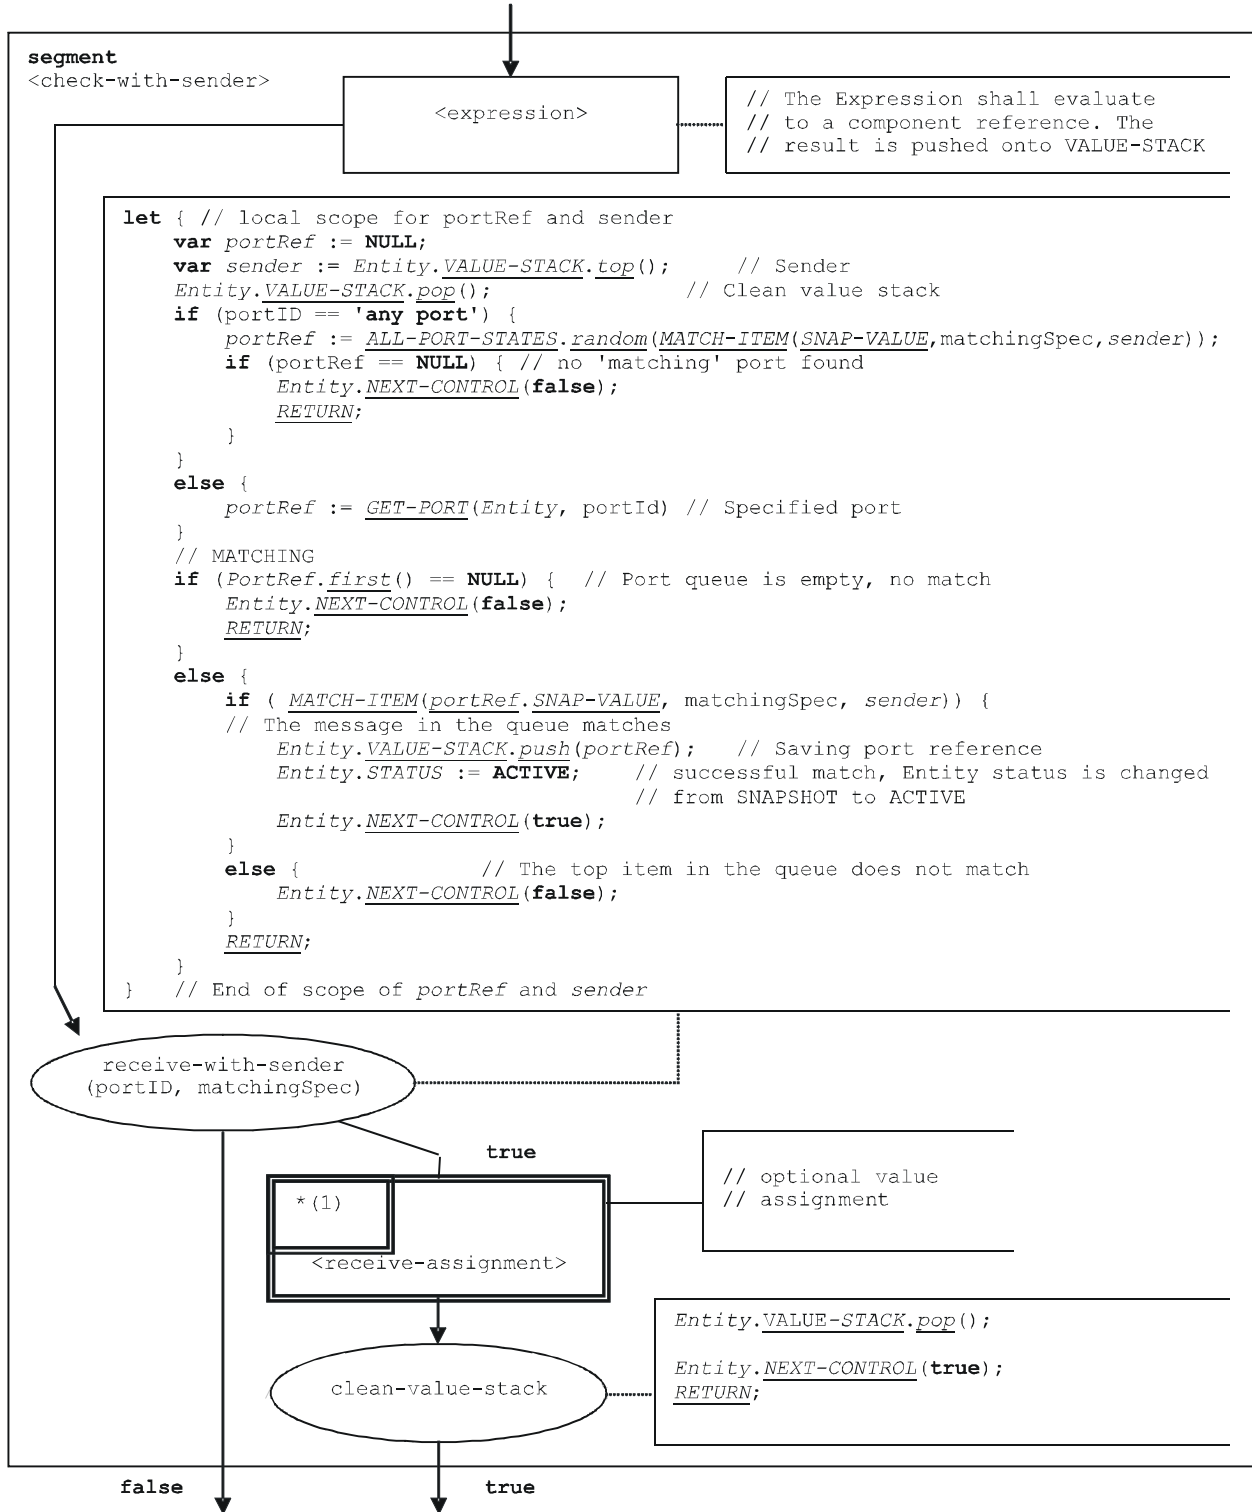 segment
<check-with-sender>
<expression>
// The Expression shall evaluate
// to a component reference. The
// result is pushed onto VALUE-STACK
let { // local scope for portRef and sender
var portRef := NULL;
var sender := Entity.VALUE-STACK.top(); // Sender
Entity.VALUE-STACK.pop(); // Clean value stack
if (portID == 'any port') {
portRef := ALL-PORT-STATES.random(MATCH-ITEM(SNAP-VALUE,matchingSpec,sender));
if (portRef == NULL) { // no 'matching' port found
Entity.NEXT-CONTROL(false);
RETURN;
}
}
else {
portRef := GET-PORT(Entity, portId) // Specified port
}
// MATCHING
if (PortRef.first() == NULL) { // Port queue is empty, no match
Entity.NEXT-CONTROL(false);
RETURN;
}
else {
if ( MATCH-ITEM(portRef.SNAP-VALUE, matchingSpec, sender)) {
// The message in the queue matches
Entity.VALUE-STACK.push(portRef); // Saving port reference
Entity.STATUS := ACTIVE; // successful match, Entity status is changed
// from SNAPSHOT to ACTIVE
Entity.NEXT-CONTROL(true);
}
else { // The top item in the queue does not match
Entity.NEXT-CONTROL(false);
}
RETURN;
}
} // End of scope of portRef and sender
receive-with-sender
(portID, matchingSpec)
true
*(1)
<receive-assignment>
// optional value
// assignment
clean-value-stack
Entity.VALUE-STACK.pop();
Entity.NEXT-CONTROL(true);
RETURN;
false
true